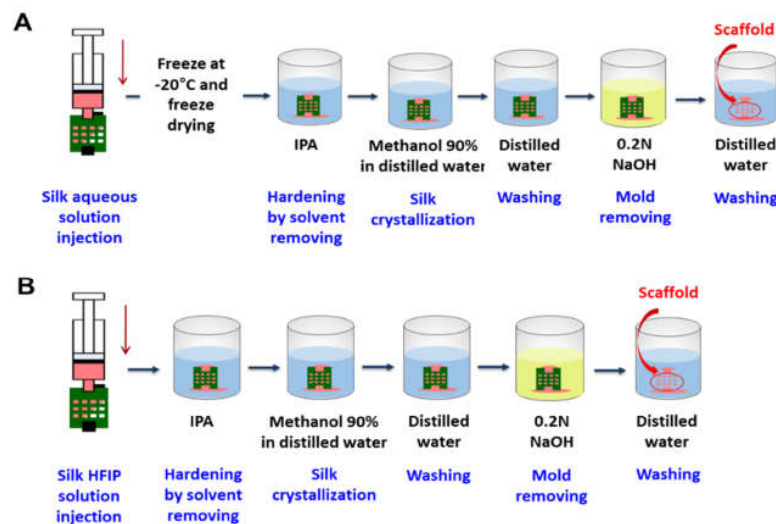 A
Scaffold
Freeze at
-20°C and
freeze
drying
IPA
Methanol 90%
in distilled water
Distilled
water
0.2N
NaOH
Distilled
water
Silk aqueous
solution
injection
Hardening
by solvent
removing
Silk
crystallization
Washing
Mold
removing
Washing
B
Scaffold
IPA
Methanol 90%
in distilled water
Distilled
water
0.2N
NaOH
Distilled
water
Silk HFIP
solution
injection
Hardening
by solvent
removing
Silk
crystallization
Washing
Mold
removing
Washing